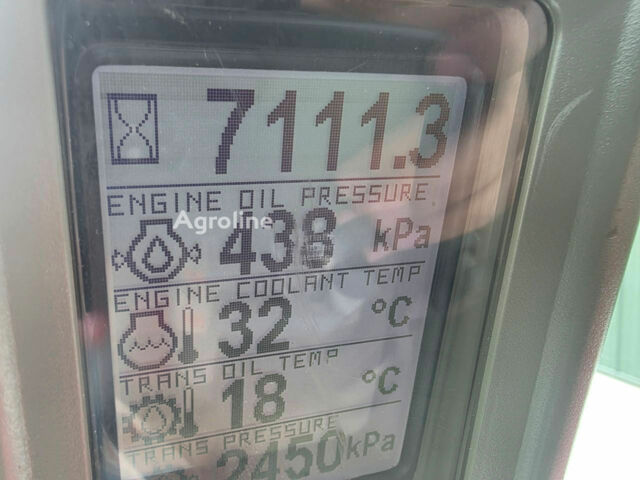 7111.3
ENGINE OIL PRESSURE
Agroline
438 kPa
ENGINE COOLANT TEMP
32 °C
TRANS OIL TEMP
18 °C
TRANS PRESSURE
2450 kPa